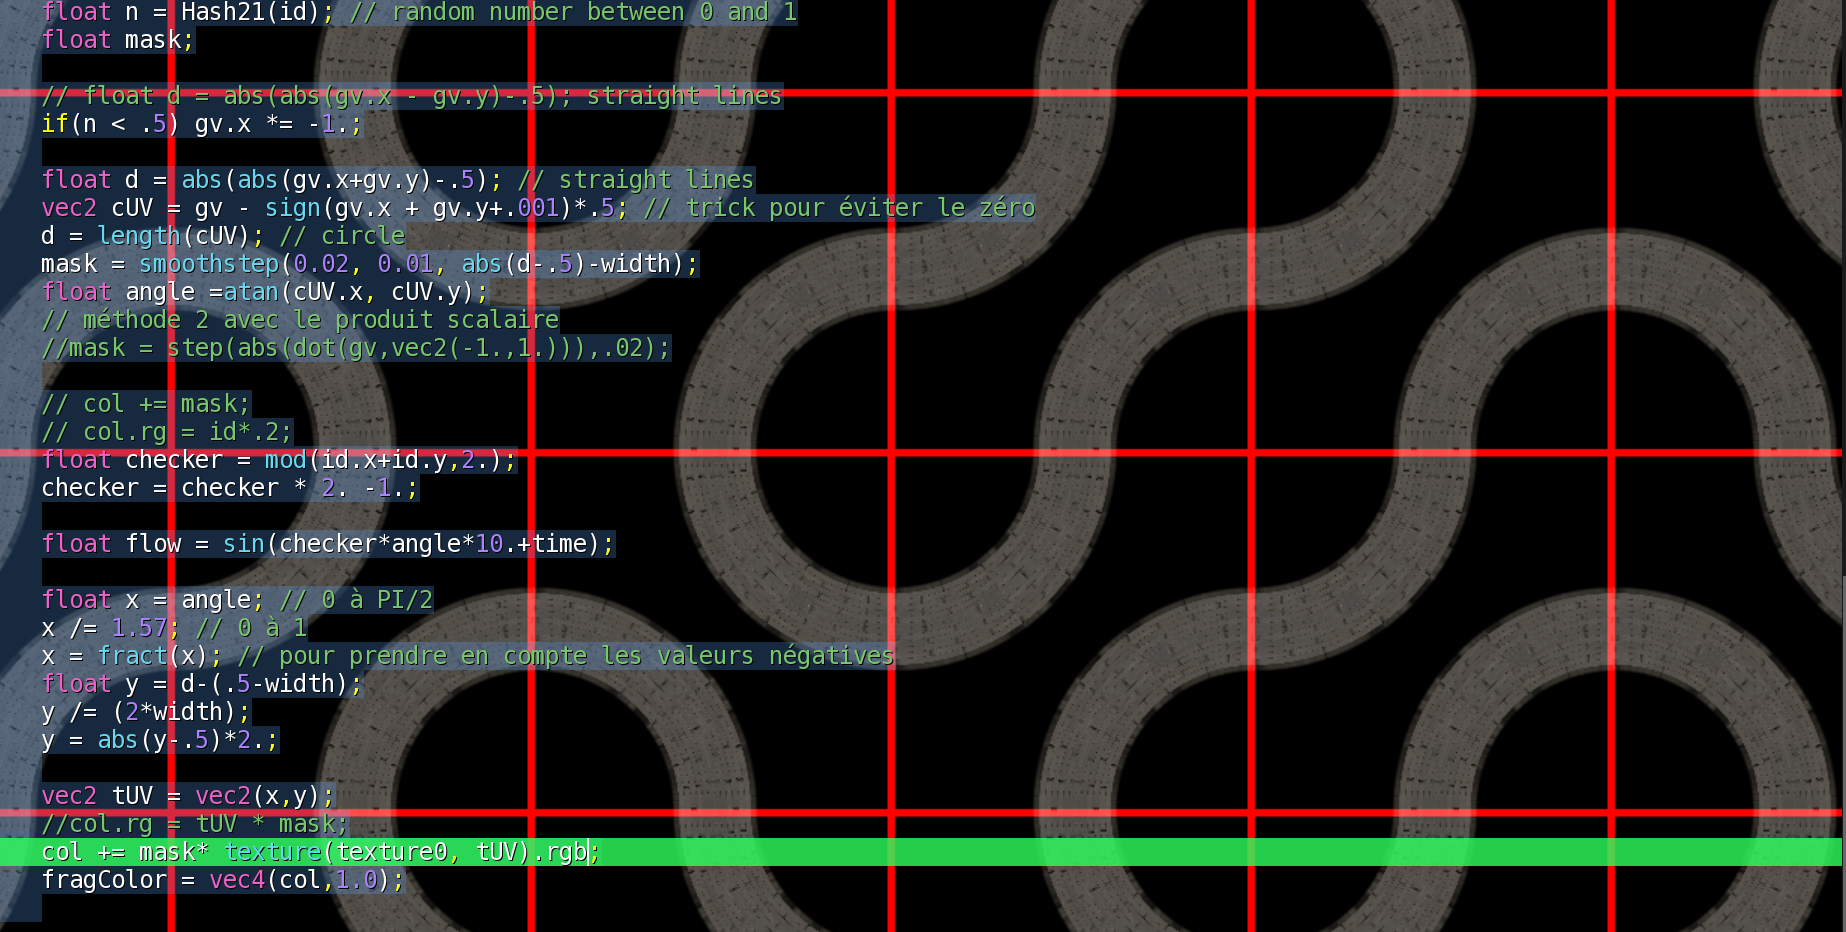 float n = Hash21(id); // random number between 0 and 1
float mask;
// float d = abs(abs(gv.x - gv.y)-.5); straight lines
if(n < .5) gv.x *= -1.;
float d = abs(abs(gv.x+gv.y)-.5); // straight lines
vec2 cUV = gv - sign(gv.x + gv.y+.001)*.5; // trick pour éviter le zéro
d = length(cUV); // circle
mask = smoothstep(0.02, 0.01, abs(d-.5)-width);
float angle =atan(cUV.x, cUV.y);
// méthode 2 avec le produit scalaire
//mask = step(abs(dot(gv,vec2(-1.,1.))),.02);
// col += mask;
// col.rg = id*.2;
float checker = mod(id.x+id.y,2.);
checker = checker * 2. -1.;
float flow = sin(checker*angle*10.+time);
float x = angle; // 0 à PI/2
x /= 1.57; // 0 à 1
x = fract(x); // pour prendre en compte les valeurs négatives
float y = d-(.5-width);
y /= (2*width);
y = abs(y-.5)*2.;
vec2 tUV = vec2(x,y);
//col.rg = tUV * mask;
col += mask* texture(texture0, tUV).rgb;
fragColor = vec4(col,1.0);